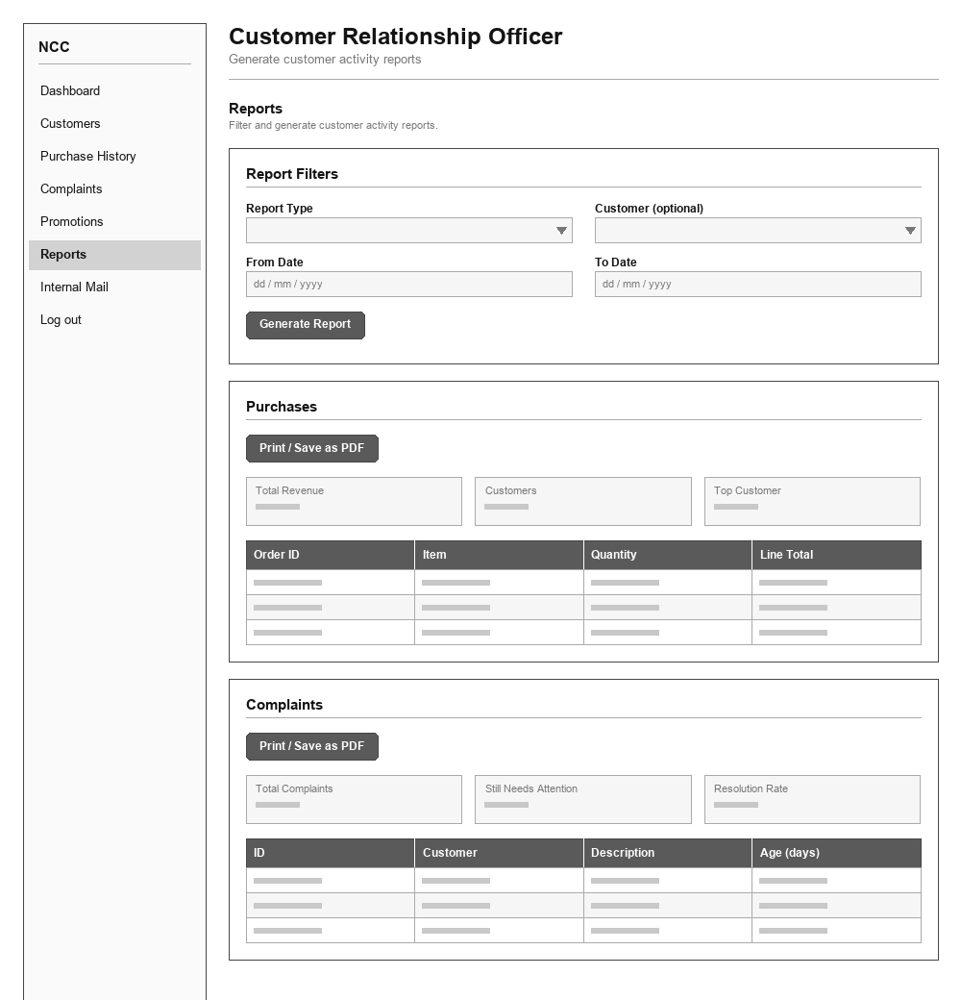 NCC
Dashboard
Customers
Purchase History
Complaints
Promotions
Reports
Internal Mail
Log out
Customer Relationship Officer
Generate customer activity reports
Reports
Filter and generate customer activity reports.
Report Filters
Report Type
Customer (optional)
From Date
To Date
dd / mm / yyyy
dd / mm / yyyy
Generate Report
Purchases
Print / Save as PDF
Total Revenue
Customers
Top Customer
Order ID Item Quantity Line Total
Complaints
Print / Save as PDF
Total Complaints
Still Needs Attention
Resolution Rate
ID Customer Description Age (days)